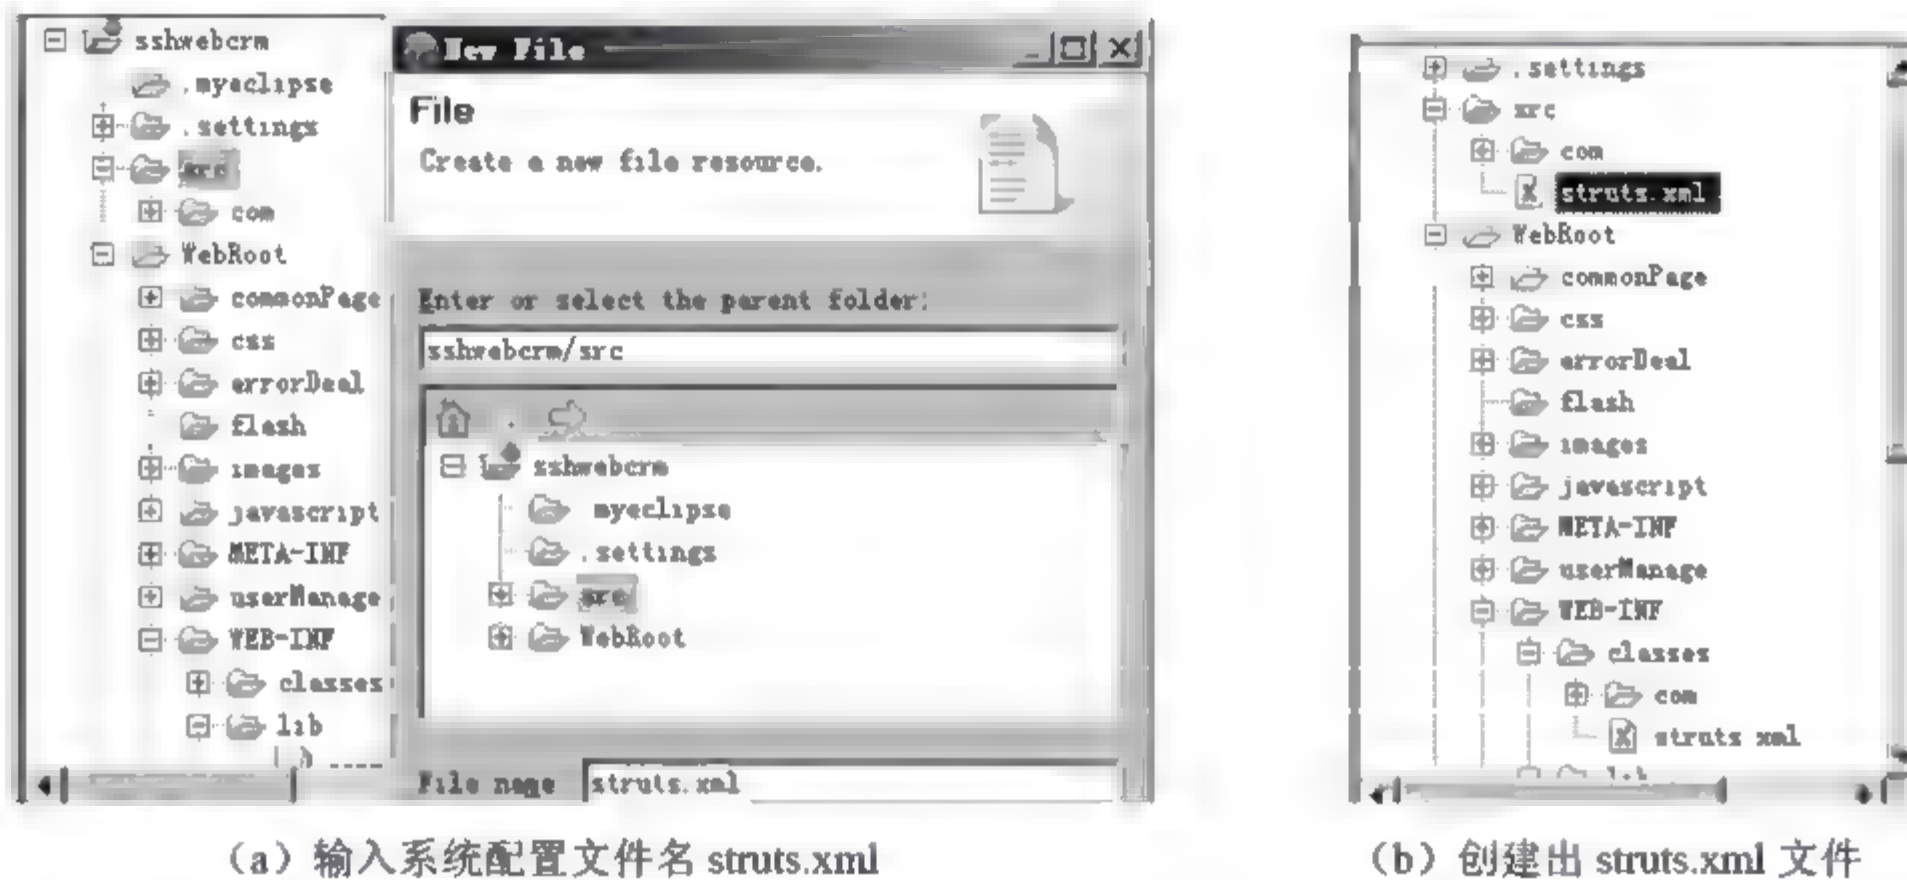 sshwebcrm
.myeclipse
.settings
src
com
WebRoot
commonPage
css
errorDeal
flash
images
javascript
META-INF
userManage
WEB-INF
classes
lib
New File
File
Create a new file resource.
Enter or select the parent folder:
sshwebcrm/src
sshwebcrm
myeclipse
.settings
src
WebRoot
File name struts.xml
(a) 输入系统配置文件名 struts.xml
.settings
src
com
struts.xml
WebRoot
commonPage
css
errorDeal
flash
images
javascript
META-INF
userManage
WEB-INF
classes
com
struts xml
lib
(b) 创建出 struts.xml 文件